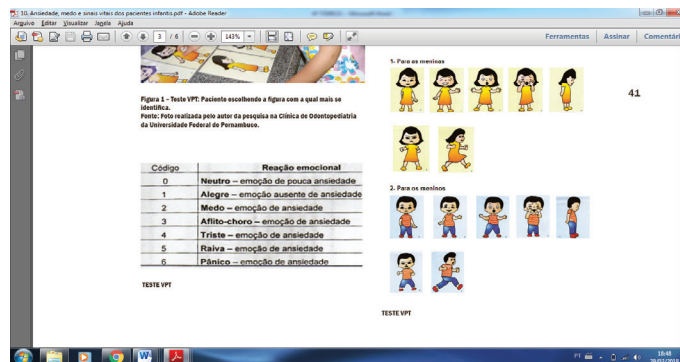 10. Ansiedade, medo e sinais vitais dos pacientes infantis.pdf - Adobe Reader
Arquivo Editar Visualizar Janela Ajuda
3 / 6
143%
Ferramentas
Assinar
Comentári
Figura 1 – Teste VPT: Paciente escolhendo a figura com a qual mais se
identifica.
Fonte: Foto realizada pelo autor da pesquisa na Clínica de Odontopediatria
da Universidade Federal de Pernambuco.
Código Reação emocional
0 Neutro – emoção de pouca ansiedade
1 Alegre – emoção ausente de ansiedade
2 Medo – emoção de ansiedade
3 Aflito-choro – emoção de ansiedade
4 Triste – emoção de ansiedade
5 Raiva – emoção de ansiedade
6 Pânico – emoção de ansiedade
TESTE VPT
1- Para as meninas
41
2. Para os meninos
TESTE VPT
PT
18:48